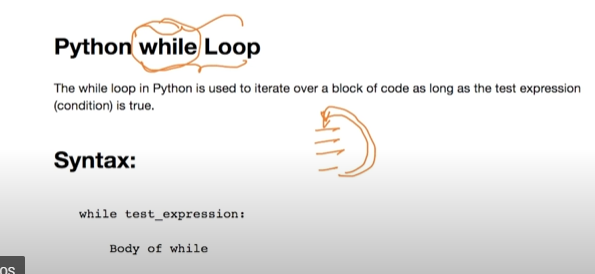 Python while Loop
The while loop in Python is used to iterate over a block of code as long as the test expression
(condition) is true.
Syntax:
while test_expression:
Body of while
os